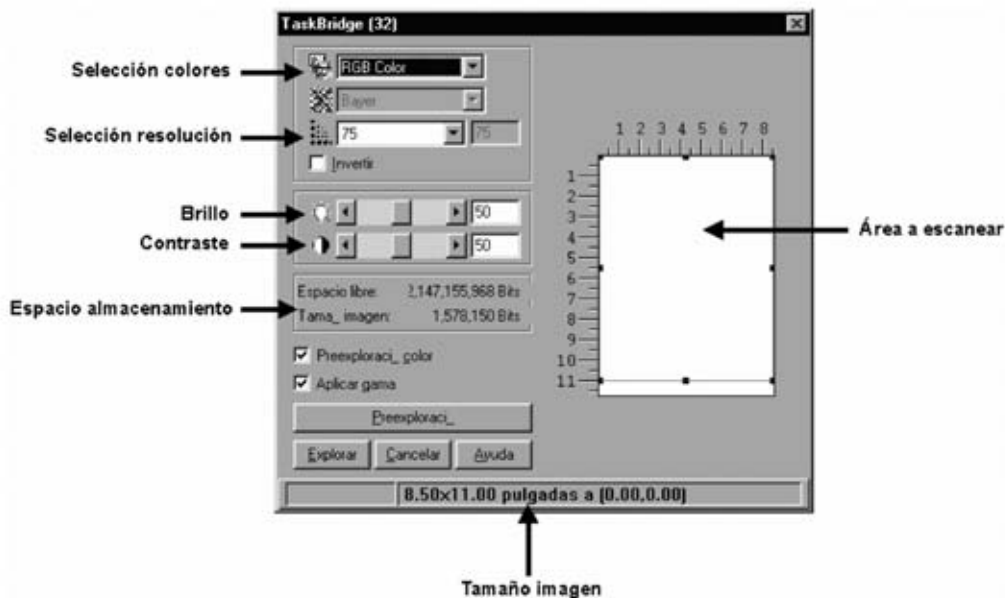 TaskBridge (32)
Selección colores
RGB Color
Bayer
Selección resolución
75 75
Invertir
Brillo
50
Contraste
50
Espacio almacenamiento
Espacio libre: 2,147,155,968 Bits
Tama_ imagen: 1,578,150 Bits
Preexploraci_ color
Aplicar gama
Preexploraci_
Explorar Cancelar Ayuda
8.50x11.00 pulgadas a (0.00,0.00)
Tamaño imagen
1 2 3 4 5 6 7 8
1
2
3
4
5
6
7
8
9
10
11
Área a escanear